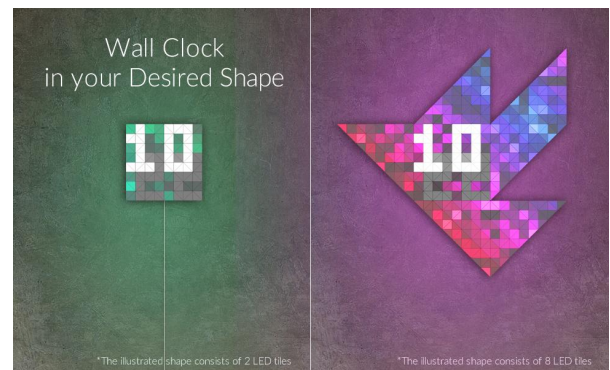 Wall Clock
in your Desired Shape
10
*The illustrated shape consists of 2 LED tiles
10
*The illustrated shape consists of 8 LED tiles